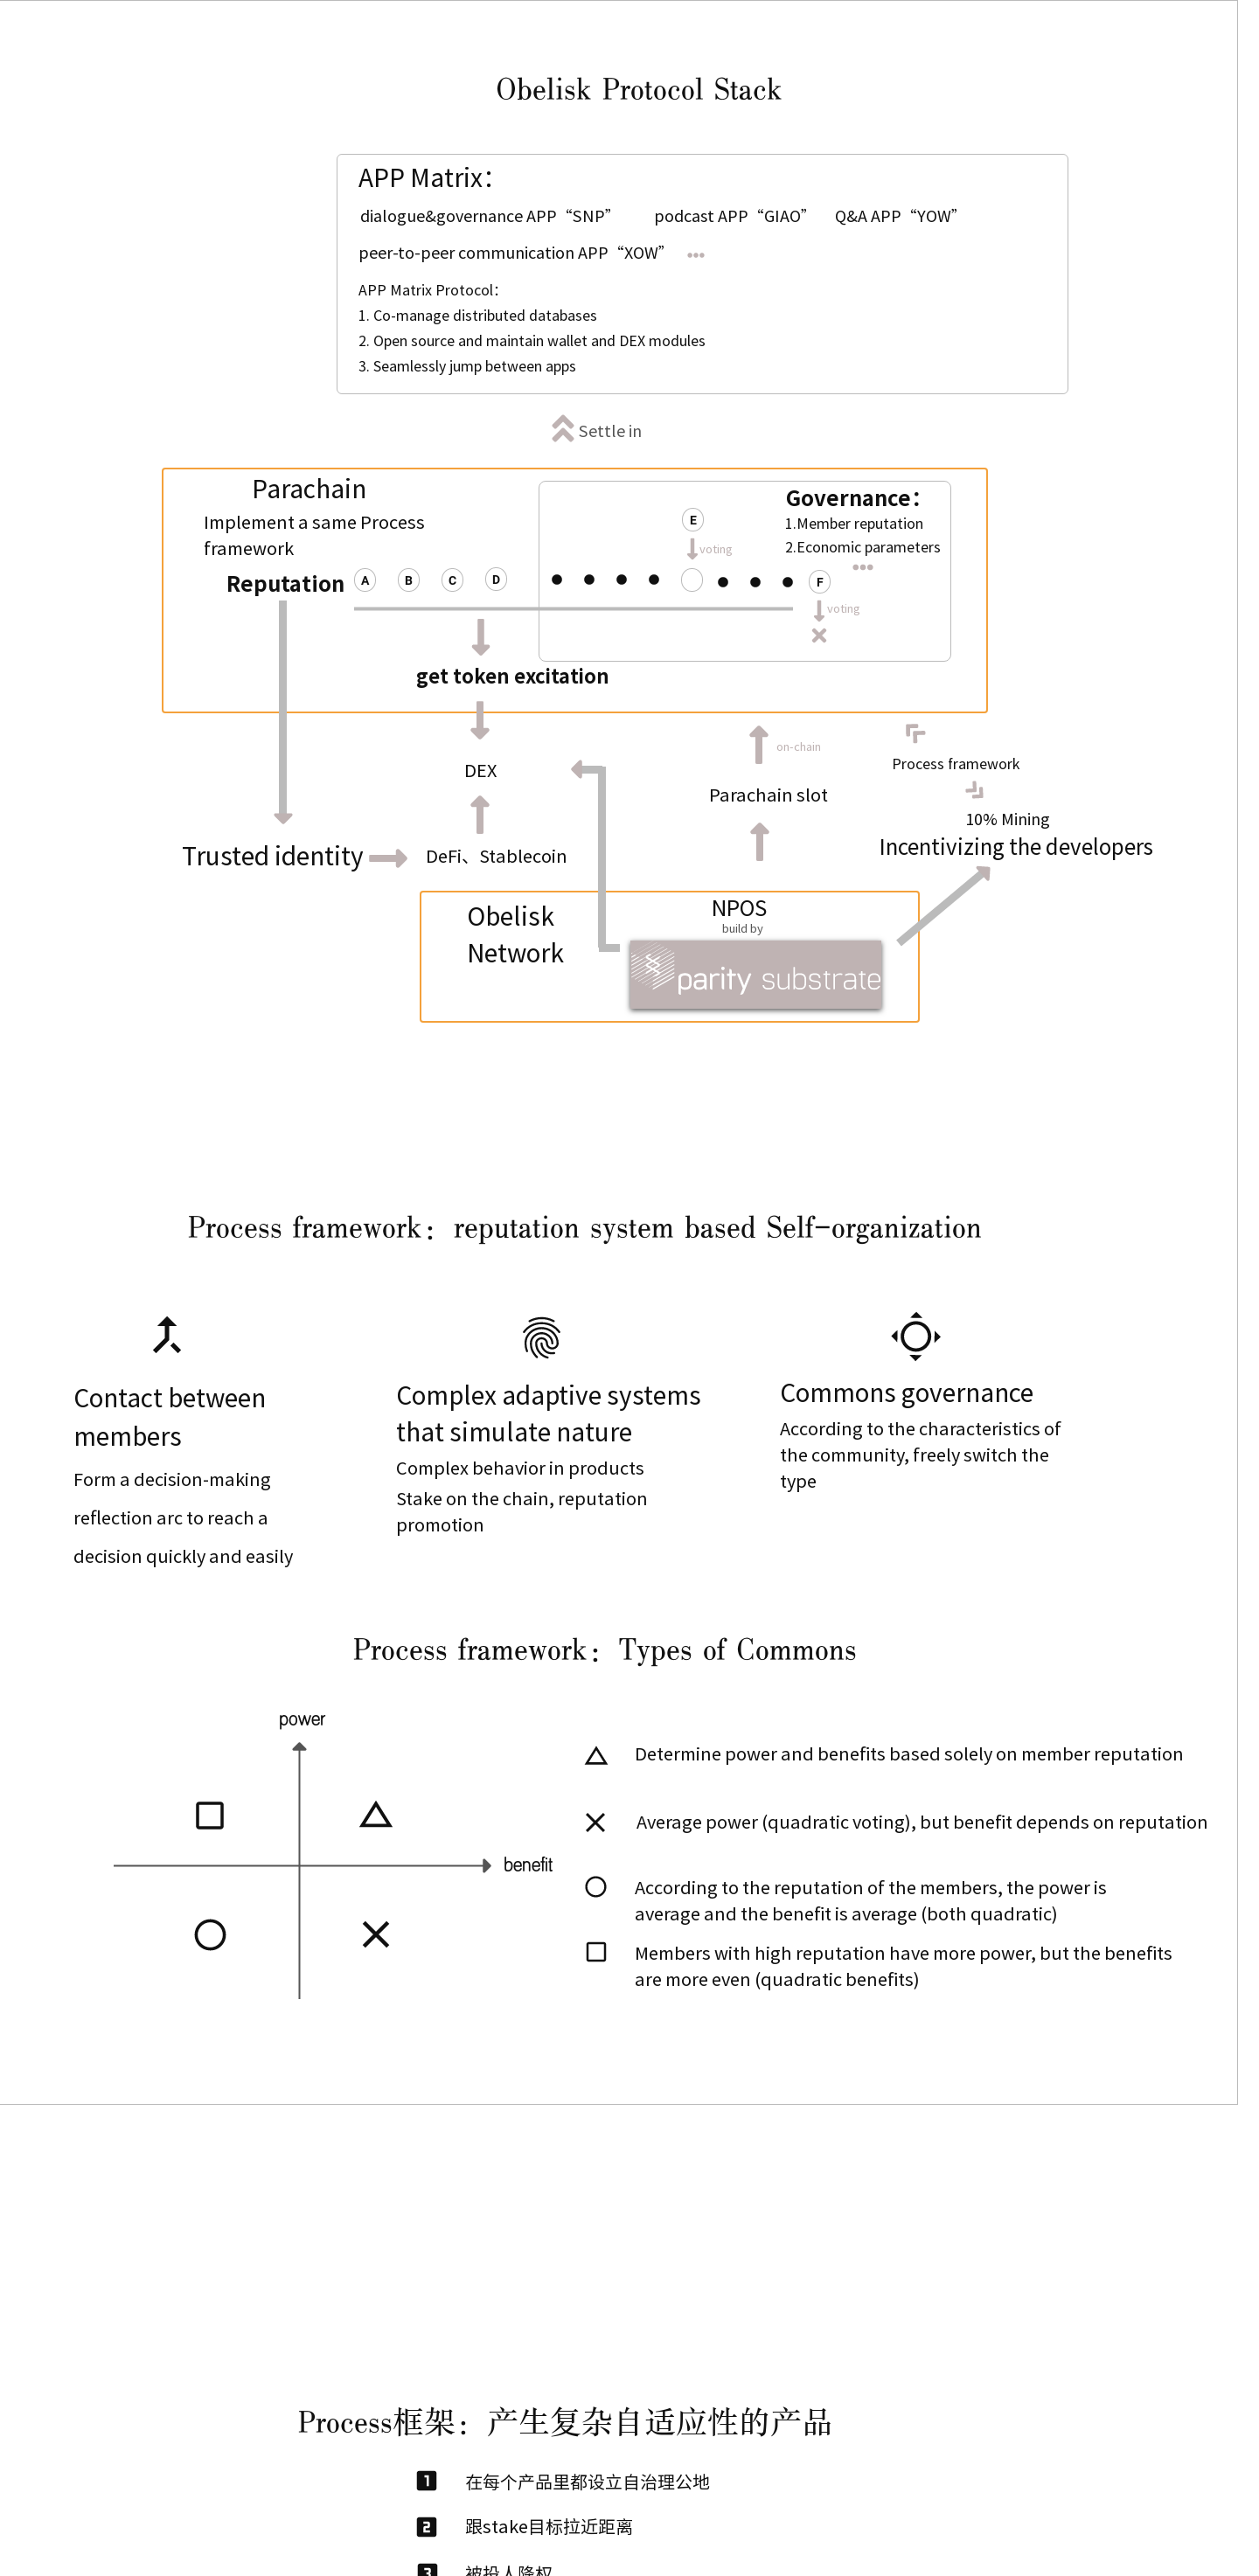 Obelisk Protocol Stack
APP Matrix：
dialogue&governance APP “SNP” podcast APP “GIAO” Q&A APP “YOW”
peer-to-peer communication APP “XOW” •••
APP Matrix Protocol：
1. Co-manage distributed databases
2. Open source and maintain wallet and DEX modules
3. Seamlessly jump between apps
Settle in
Parachain
Implement a same Process
framework
Reputation
A B C D
E
voting
Governance：
1.Member reputation
2.Economic parameters
•••
F
voting
get token excitation
DEX
on-chain
Process framework
Parachain slot
10% Mining
Incentivizing the developers
Trusted identity
DeFi、Stablecoin
Obelisk
Network
NPOS
build by
parity substrate
Process framework：reputation system based Self-organization
Contact between
members
Form a decision-making
reflection arc to reach a
decision quickly and easily
Complex adaptive systems
that simulate nature
Complex behavior in products
Stake on the chain, reputation
promotion
Commons governance
According to the characteristics of
the community, freely switch the
type
Process framework：Types of Commons
power
benefit
Determine power and benefits based solely on member reputation
Average power (quadratic voting), but benefit depends on reputation
According to the reputation of the members, the power is
average and the benefit is average (both quadratic)
Members with high reputation have more power, but the benefits
are more even (quadratic benefits)
Process框架：产生复杂自适应性的产品
1 在每个产品里都设立自治理公地
2 跟stake目标拉近距离
3 被投人降权